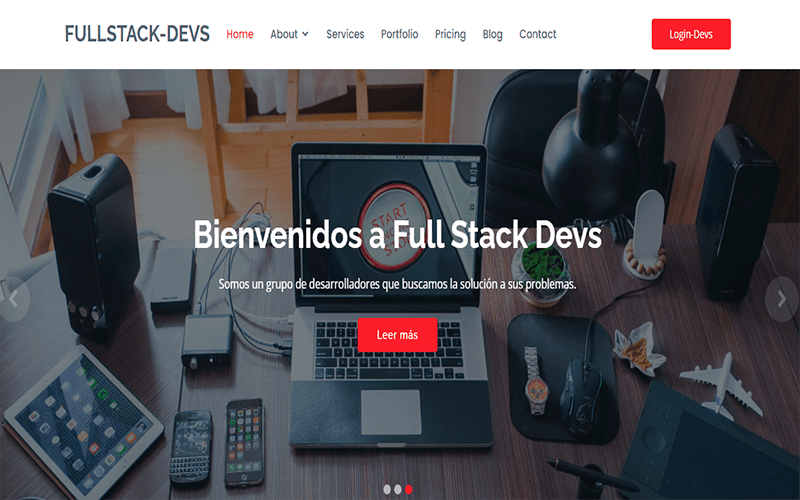 FULLSTACK-DEVS Home About Services Portfolio Pricing Blog Contact Login-Devs
START
Bienvenidos a Full Stack Devs
Somos un grupo de desarrolladores que buscamos la solución a sus problemas.
Leer más